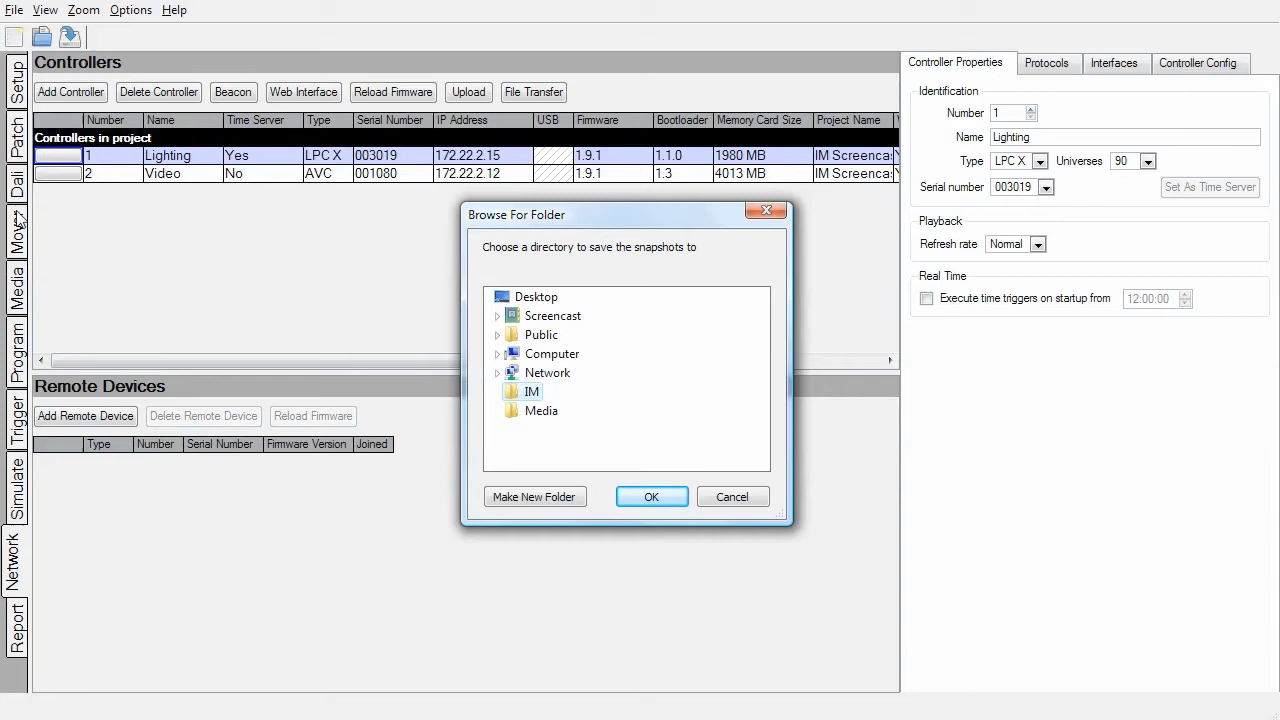 File View Zoom Options Help
Setup
Patch
Dali
Mover
Media
Program
Trigger
Simulate
Network
Report
Controllers
Add Controller Delete Controller Beacon Web Interface Reload Firmware Upload File Transfer
Number Name Time Server Type Serial Number IP Address USB Firmware Bootloader Memory Card Size Project Name
Controllers in project
1 Lighting Yes LPC X 003019 172.22.2.15 1.9.1 1.1.0 1980 MB IM Screenca
2 Video No AVC 001080 172.22.2.12 1.9.1 1.3 4013 MB IM Screenca
Remote Devices
Add Remote Device Delete Remote Device Reload Firmware
Type Number Serial Number Firmware Version Joined
Browse For Folder
Choose a directory to save the snapshots to
Desktop
Screencast
Public
Computer
Network
IM
Media
Make New Folder OK Cancel
Controller Properties Protocols Interfaces Controller Config
Identification
Number 1
Name Lighting
Type LPC X Universes 90
Serial number 003019 Set As Time Server
Playback
Refresh rate Normal
Real Time
Execute time triggers on startup from 12:00:00